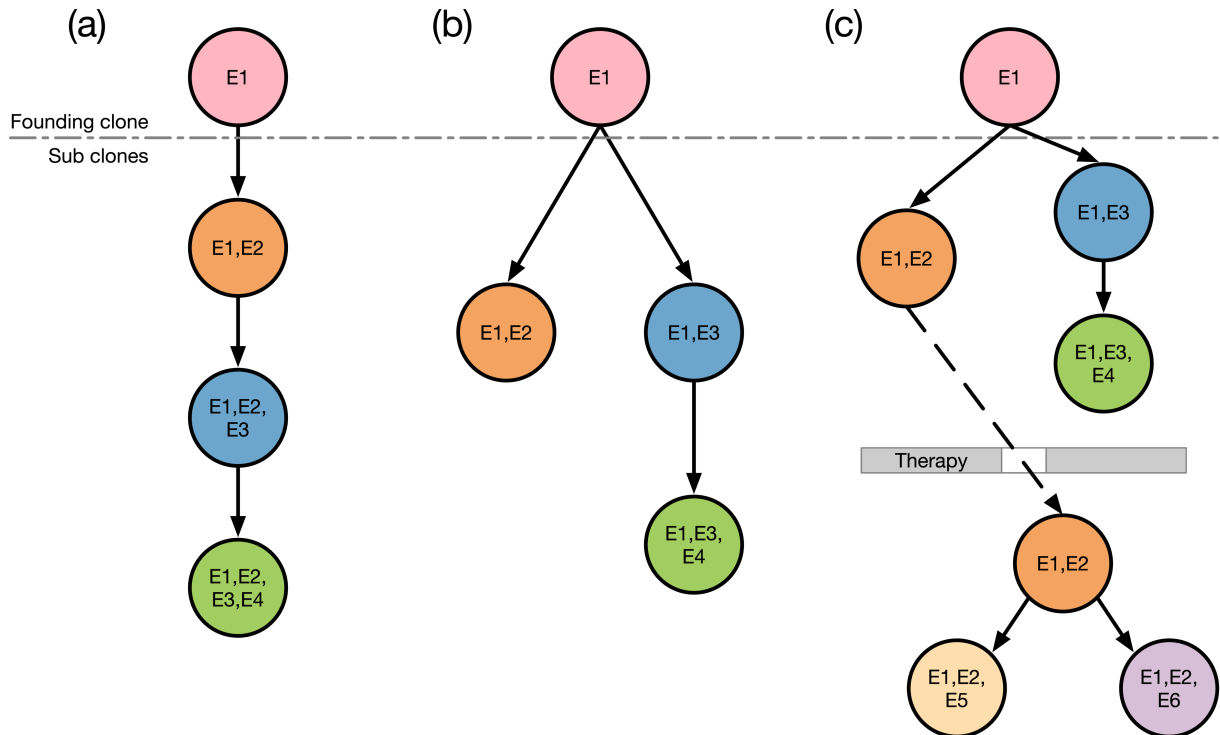 (a)
(b)
(c)
E1
E1
E1
Founding clone
Sub clones
E1,E2
E1,E2
E1,E3
E1,E2
E1,E3
E1,E2,
E3
E1,E3,
E4
E1,E3,
E4
E1,E2,
E3,E4
Therapy
E1,E2
E1,E2,
E5
E1,E2,
E6